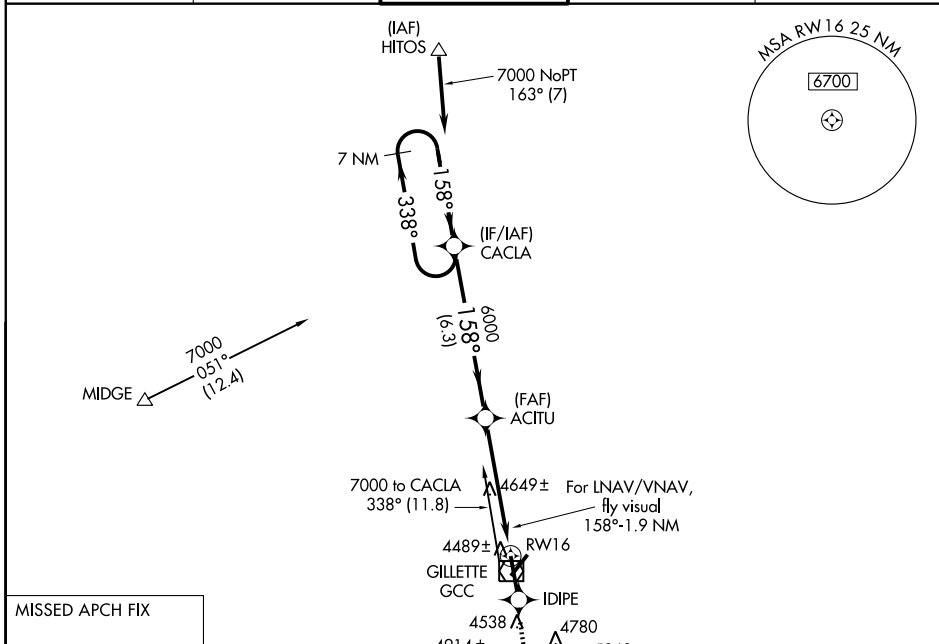 (IAF)
HITOS
7000 NoPT
163° (7)
MSA RW16 25 NM
6700
7 NM
158°
338°
(IF/IAF)
CACLA
6000
158°
(6.3)
7000
051°
(12.4)
MIDGE
(FAF)
ACITU
7000 to CACLA
338° (11.8)
4649±
For LNAV/VNAV,
fly visual
158°-1.9 NM
4489±
RW16
GILLETTE
GCC
IDIPE
MISSED APCH FIX
4538
4780